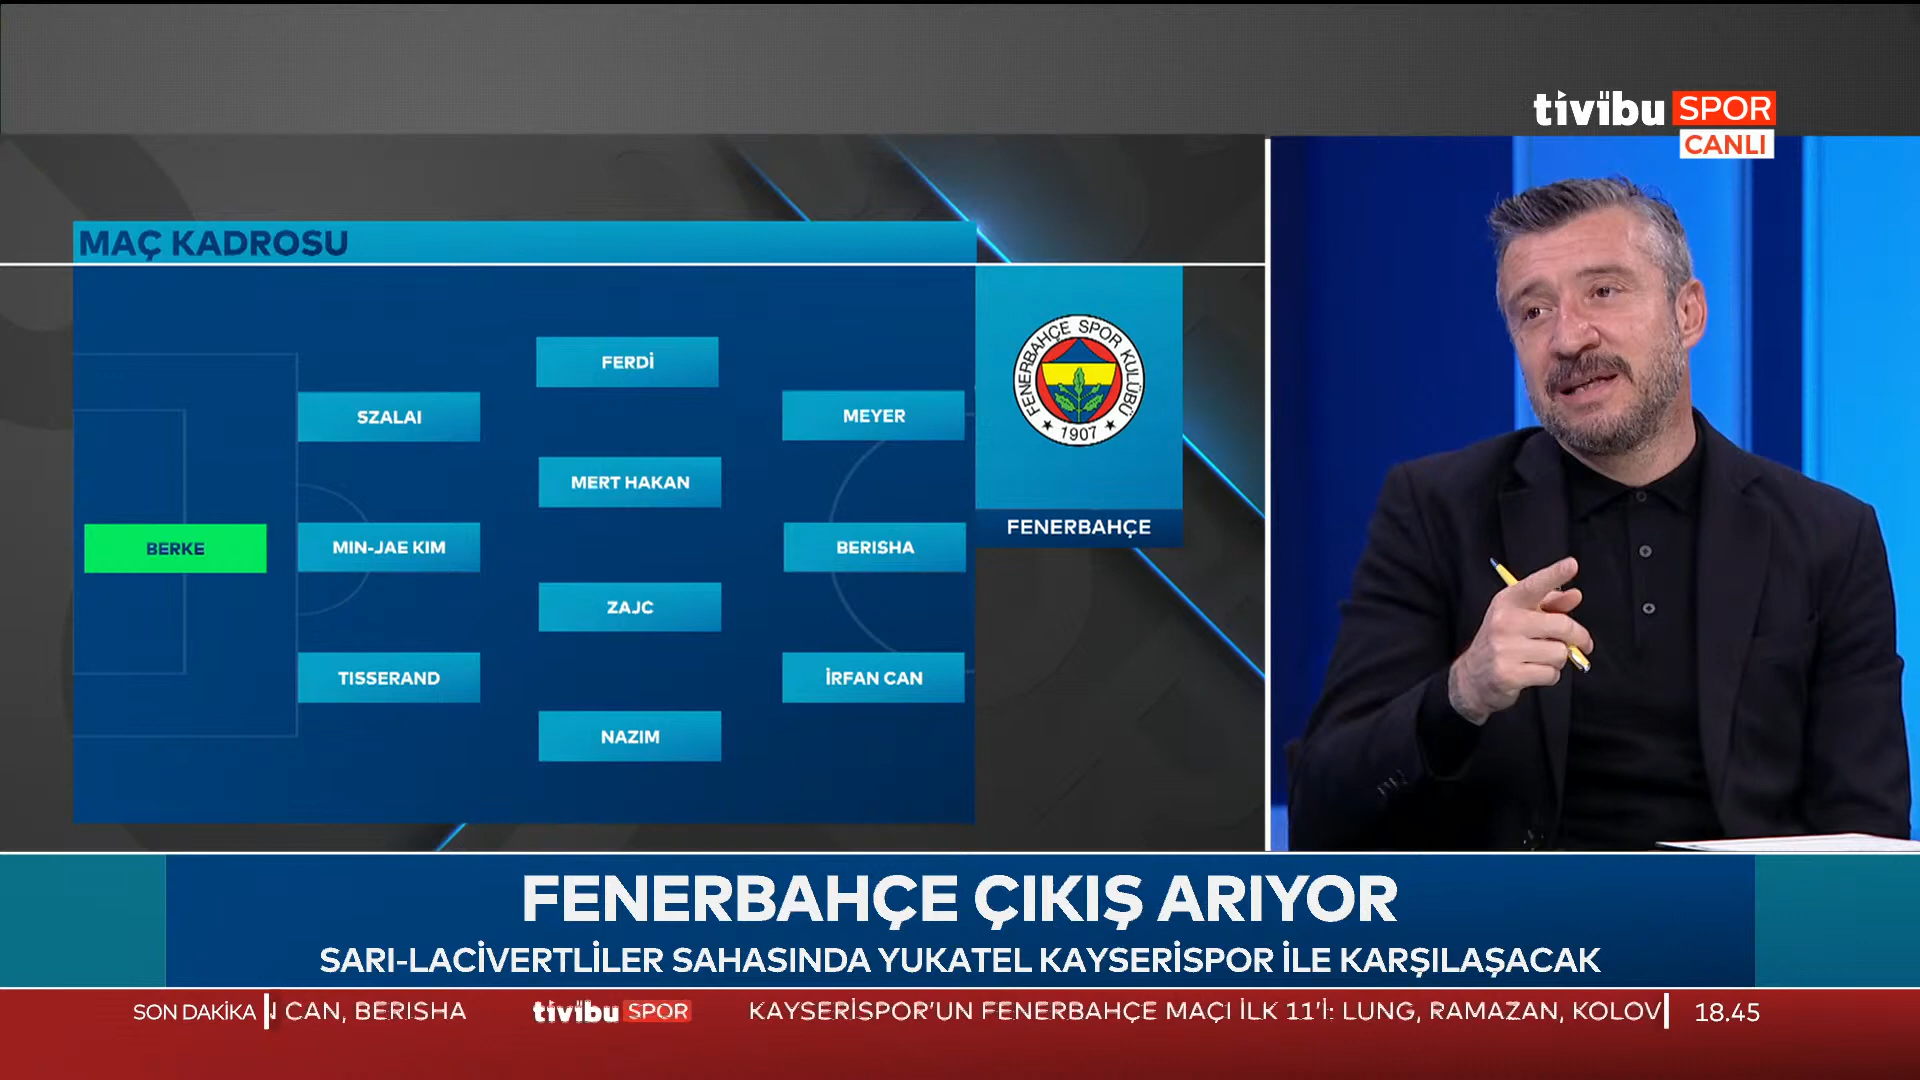 tivibu SPOR
CANLI
MAÇ KADROSU
FERDİ
SZALAI
MEYER
MERT HAKAN
BERKE
MIN-JAE KIM
BERISHA
ZAJC
TISSERAND
İRFAN CAN
NAZIM
FENERBAHÇE SPOR KULÜBÜ
★ 1907 ★
FENERBAHÇE
FENERBAHÇE ÇIKIŞ ARIYOR
SARI-LACİVERTLİLER SAHASINDA YUKATEL KAYSERİSPOR İLE KARŞILAŞACAK
SON DAKİKA N CAN, BERISHA tivibu SPOR KAYSERİSPOR'UN FENERBAHÇE MAÇI İLK 11'İ: LUNG, RAMAZAN, KOLOV 18.45